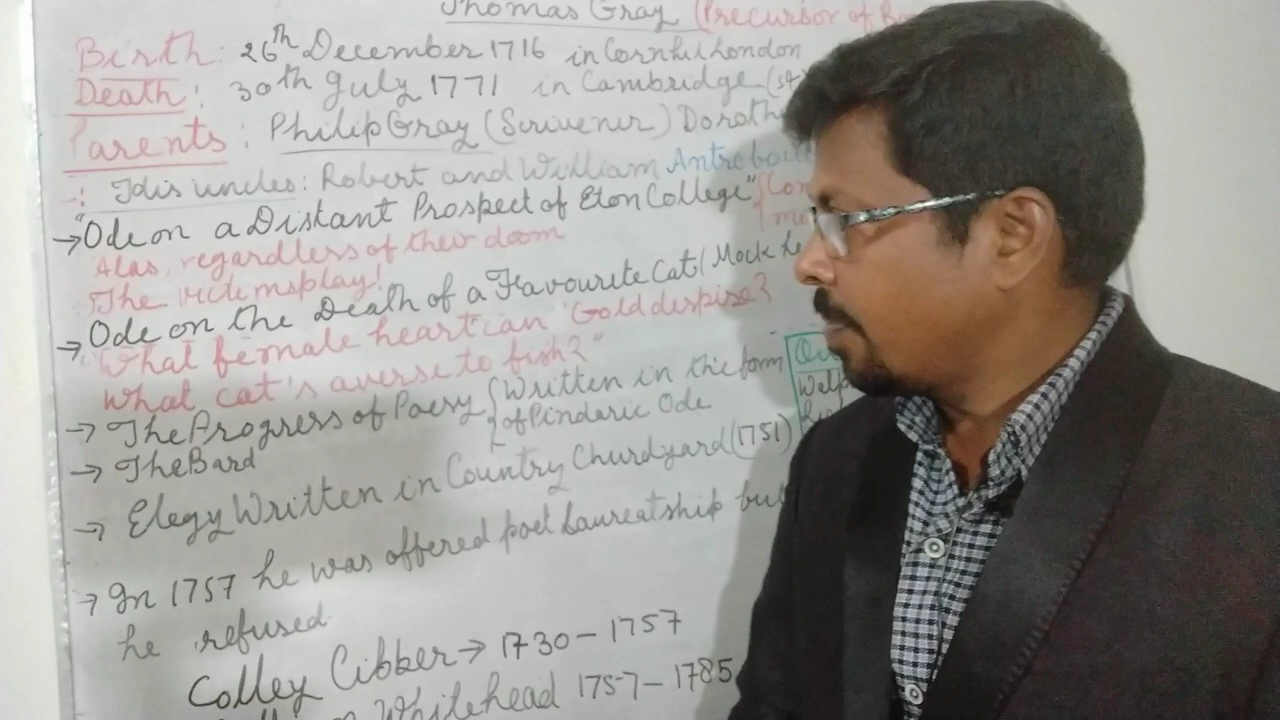 Thomas Gray (Precursor of
Birth: 26th December 1716 in Cornhil London
Death: 30th July 1771 in Cambridge (54
Parents: Philip Gray (Scrivener) Doroth
-: His uncles: Robert and William
→ "Ode on a Distant Prospect of Eton College" {Con
Alas, regardless of their doom
The victims play!
→ Ode on the Death of a Favourite Cat (Mock he
"What female heart can Gold despise?
What cat's averse to fish?"
→ The Progress of Poesy { Written in the form
of Pindaric Ode
→ The Bard
→ Elegy Written in Country Churchyard (1751)
→ In 1757 he was offered poet Laureatship but
he refused.
Colley Cibber → 1730 - 1757
Whitehead 1757 - 1785